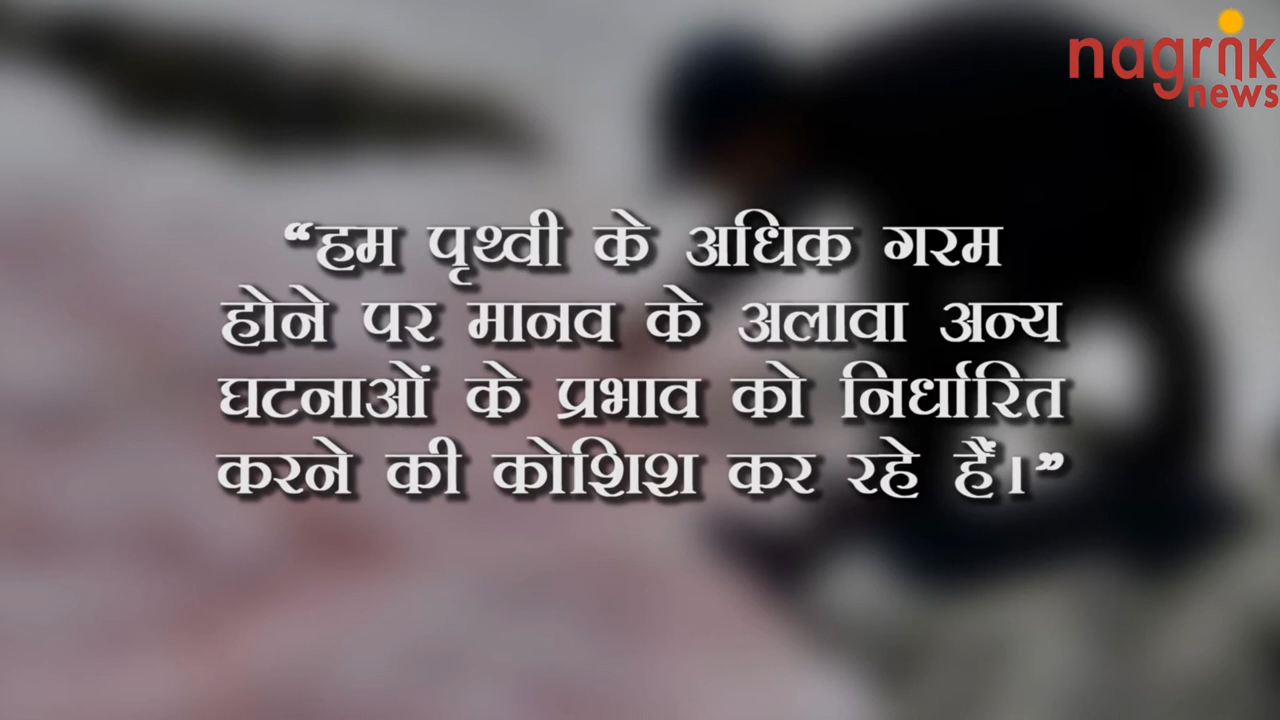 nagrik
news
“हम पृथ्वी के अधिक गरम
होने पर मानव के अलावा अन्य
घटनाओं के प्रभाव को निर्धारित
करने की कोशिश कर रहे हैं।”